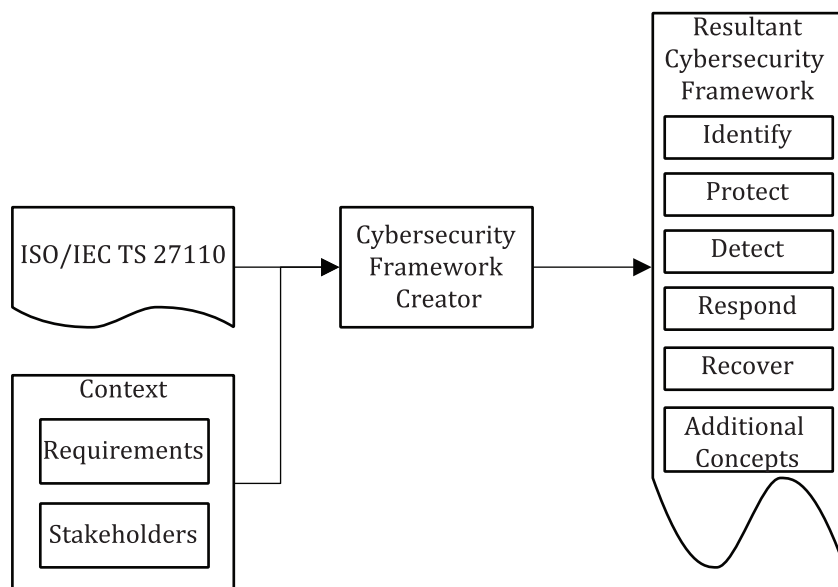 ISO/IEC TS 27110
Context
Requirements
Stakeholders
Cybersecurity
Framework
Creator
Resultant
Cybersecurity
Framework
Identify
Protect
Detect
Respond
Recover
Additional
Concepts